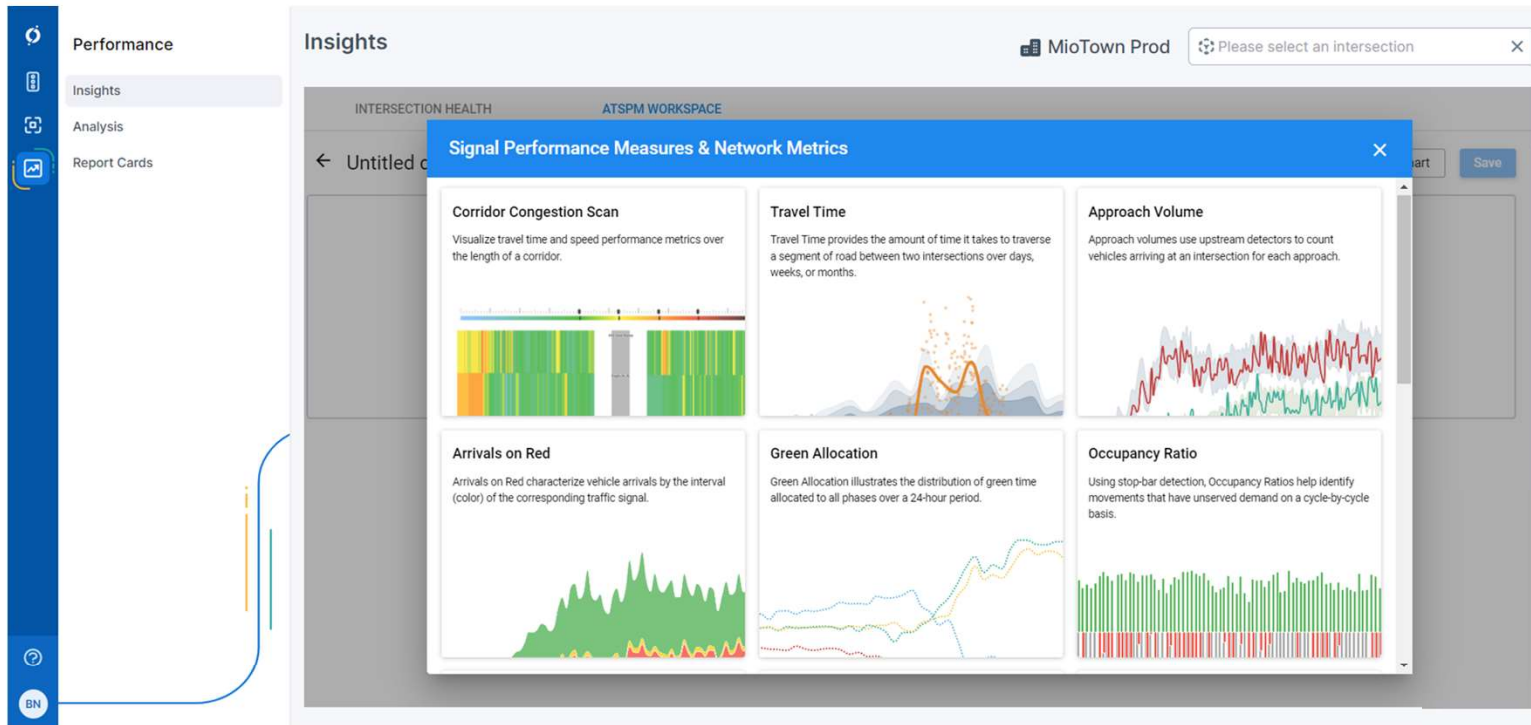 Performance
Insights
Analysis
Report Cards
BN
Insights
MioTown Prod
Please select an intersection
INTERSECTION HEALTH
ATSPM WORKSPACE
Untitled c
art
Save
Signal Performance Measures & Network Metrics
Corridor Congestion Scan
Visualize travel time and speed performance metrics over
the length of a corridor.
Travel Time
Travel Time provides the amount of time it takes to traverse
a segment of road between two intersections over days,
weeks, or months.
Approach Volume
Approach volumes use upstream detectors to count
vehicles arriving at an intersection for each approach.
Arrivals on Red
Arrivals on Red characterize vehicle arrivals by the interval
(color) of the corresponding traffic signal.
Green Allocation
Green Allocation illustrates the distribution of green time
allocated to all phases over a 24-hour period.
Occupancy Ratio
Using stop-bar detection, Occupancy Ratios help identify
movements that have unserved demand on a cycle-by-cycle
basis.